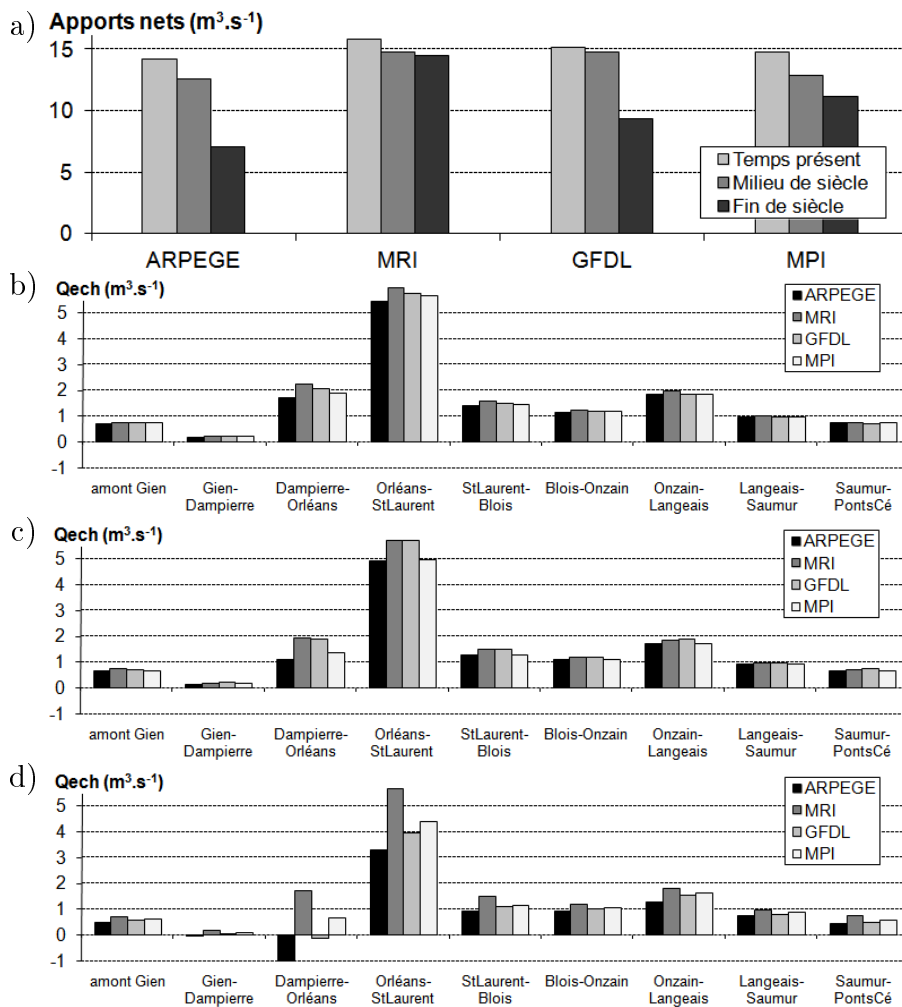 a)
Apports nets (m³.s⁻¹)
15
10
5
0
Temps présent
Milieu de siècle
Fin de siècle
ARPEGE MRI GFDL MPI
b)
Qech (m³.s⁻¹)
5
4
3
2
1
0
-1
ARPEGE
MRI
GFDL
MPI
amont Gien Gien- Dampierre- Orléans- StLaurent- Blois-Onzain Onzain- Langeais- Saumur-
Dampierre Orléans StLaurent Blois Langeais Saumur PontsCé
c)
Qech (m³.s⁻¹)
5
4
3
2
1
0
-1
ARPEGE
MRI
GFDL
MPI
amont Gien Gien- Dampierre- Orléans- StLaurent- Blois-Onzain Onzain- Langeais- Saumur-
Dampierre Orléans StLaurent Blois Langeais Saumur PontsCé
d)
Qech (m³.s⁻¹)
5
4
3
2
1
0
-1
ARPEGE
MRI
GFDL
MPI
amont Gien Gien- Dampierre- Orléans- StLaurent- Blois-Onzain Onzain- Langeais- Saumur-
Dampierre Orléans StLaurent Blois Langeais Saumur PontsCé